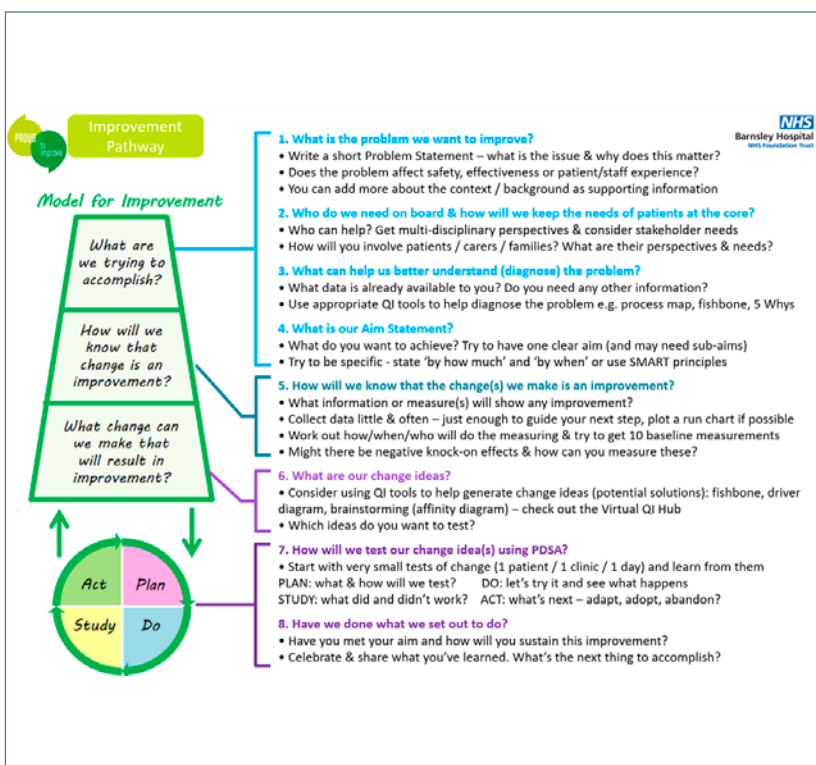 PROUD
to
improve
Improvement
Pathway
NHS
Barnsley Hospital
NHS Foundation Trust
Model for Improvement
What are
we trying to
accomplish?
How will we
know that
change is an
improvement?
What change can
we make that
will result in
improvement?
Act
Plan
Study
Do
1. What is the problem we want to improve?
• Write a short Problem Statement – what is the issue & why does this matter?
• Does the problem affect safety, effectiveness or patient/staff experience?
• You can add more about the context / background as supporting information
2. Who do we need on board & how will we keep the needs of patients at the core?
• Who can help? Get multi-disciplinary perspectives & consider stakeholder needs
• How will you involve patients / carers / families? What are their perspectives & needs?
3. What can help us better understand (diagnose) the problem?
• What data is already available to you? Do you need any other information?
• Use appropriate QI tools to help diagnose the problem e.g. process map, fishbone, 5 Whys
4. What is our Aim Statement?
• What do you want to achieve? Try to have one clear aim (and may need sub-aims)
• Try to be specific - state ‘by how much’ and ‘by when’ or use SMART principles
5. How will we know that the change(s) we make is an improvement?
• What information or measure(s) will show any improvement?
• Collect data little & often – just enough to guide your next step, plot a run chart if possible
• Work out how/when/who will do the measuring & try to get 10 baseline measurements
• Might there be negative knock-on effects & how can you measure these?
6. What are our change ideas?
• Consider using QI tools to help generate change ideas (potential solutions): fishbone, driver
diagram, brainstorming (affinity diagram) – check out the Virtual QI Hub
• Which ideas do you want to test?
7. How will we test our change idea(s) using PDSA?
• Start with very small tests of change (1 patient / 1 clinic / 1 day) and learn from them
PLAN: what & how will we test? DO: let’s try it and see what happens
STUDY: what did and didn’t work? ACT: what’s next – adapt, adopt, abandon?
8. Have we done what we set out to do?
• Have you met your aim and how will you sustain this improvement?
• Celebrate & share what you’ve learned. What’s the next thing to accomplish?